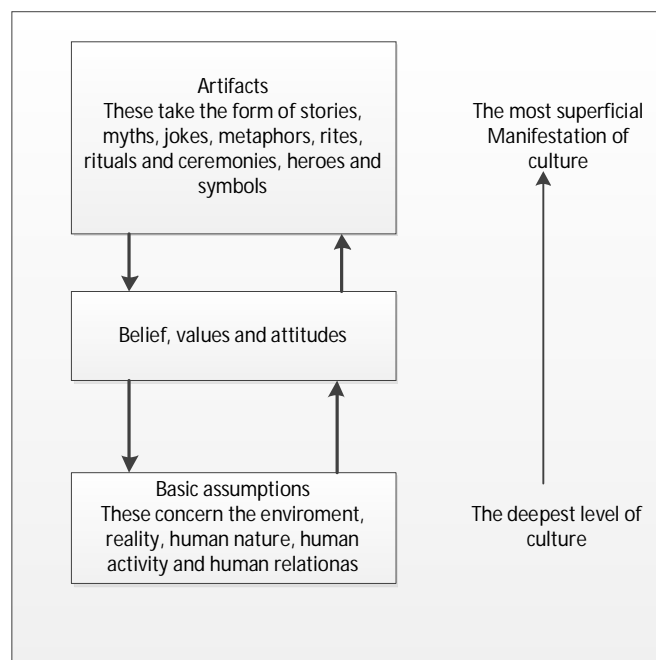 Artifacts
These take the form of stories,
myths, jokes, metaphors, rites,
rituals and ceremonies, heroes and
symbols
The most superficial
Manifestation of
culture
Belief, values and attitudes
Basic assumptions
These concern the enviroment,
reality, human nature, human
activity and human relationas
The deepest level of
culture